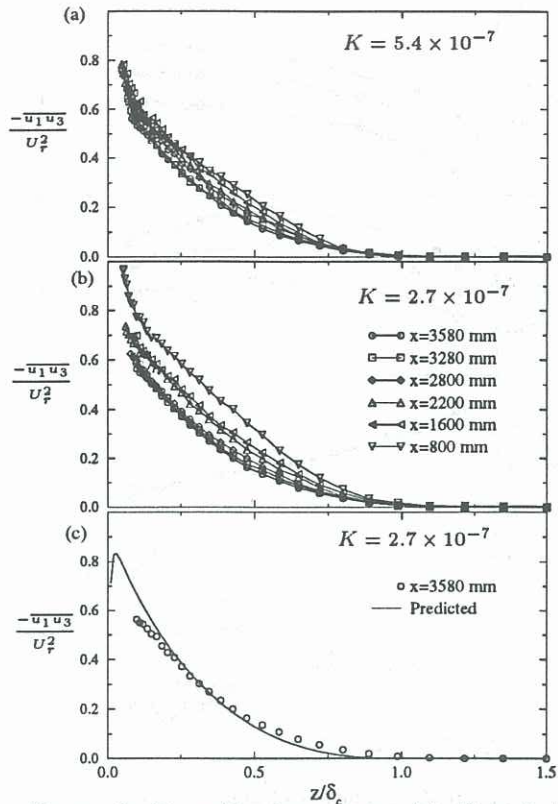 (a)
K = 5.4 × 10⁻⁷
0.8
0.6
0.4
0.2
0.0
-u₁u₃
U_τ²
(b)
K = 2.7 × 10⁻⁷
0.8
0.6
0.4
0.2
0.0
-u₁u₃
U_τ²
x=3580 mm
x=3280 mm
x=2800 mm
x=2200 mm
x=1600 mm
x=800 mm
(c)
K = 2.7 × 10⁻⁷
0.8
0.6
0.4
0.2
0.0
-u₁u₃
U_τ²
x=3580 mm
Predicted
0.0 0.5 1.0 1.5